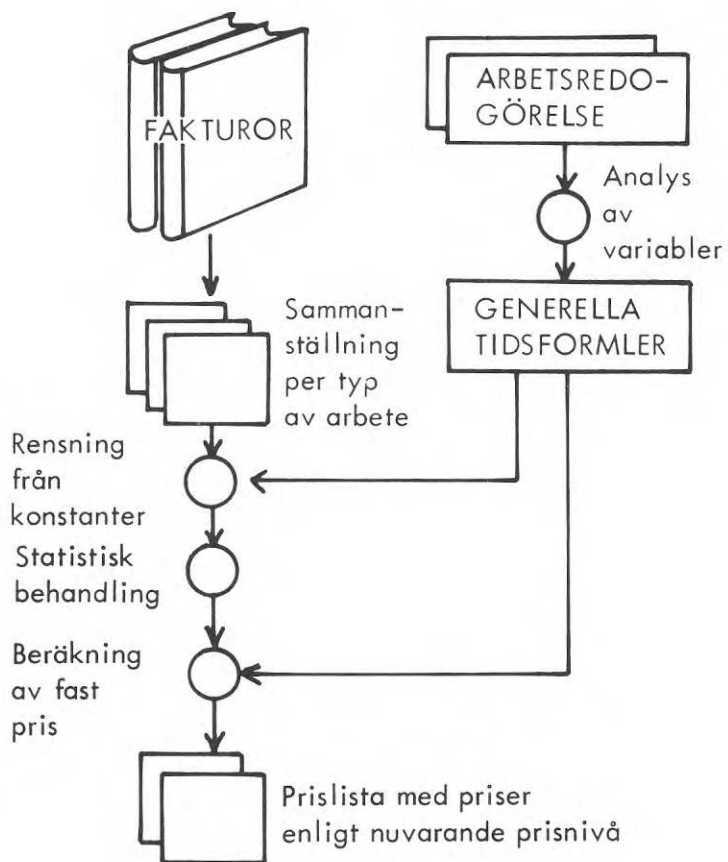 FAKTUROR
ARBETSREDO-
GÖRELSE
Analys
av
variabler
GENERELLA
TIDSFORMLER
Samman-
ställning
per typ
av arbete
Rensning
från
konstanter
Statistisk
behandling
Beräkning
av fast
pris
Prislista med priser
enligt nuvarande prisnivå